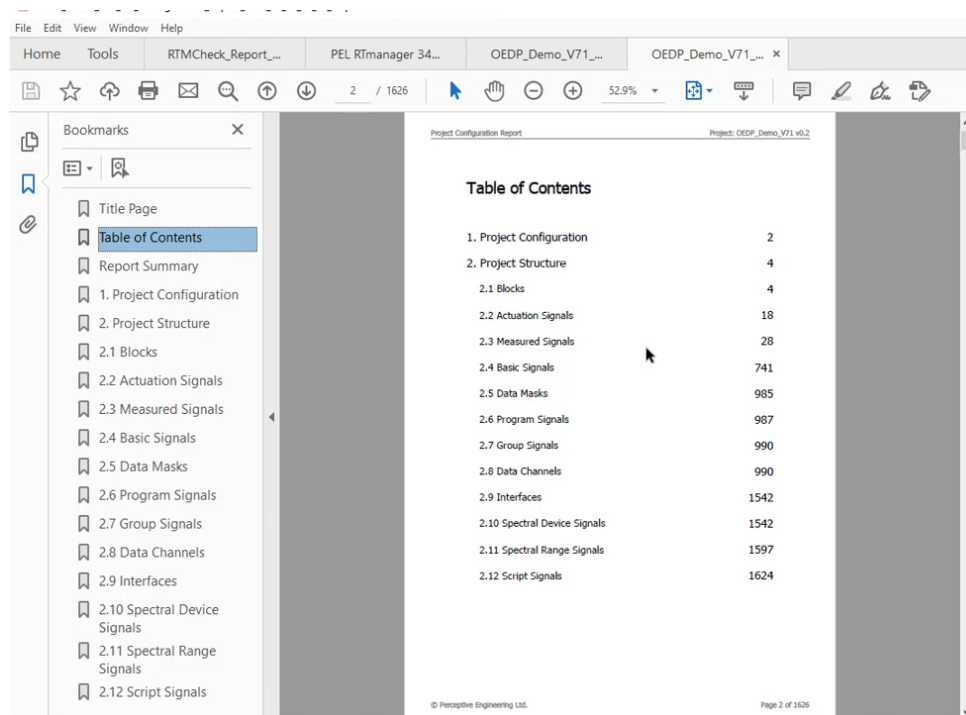 File Edit View Window Help
Home Tools RTMCheck_Report_... PEL RTmanager 34... OEDP_Demo_V71_... OEDP_Demo_V71_... ×
2 / 1626 52.9%
Bookmarks
Title Page
Table of Contents
Report Summary
1. Project Configuration
2. Project Structure
2.1 Blocks
2.2 Actuation Signals
2.3 Measured Signals
2.4 Basic Signals
2.5 Data Masks
2.6 Program Signals
2.7 Group Signals
2.8 Data Channels
2.9 Interfaces
2.10 Spectral Device
Signals
2.11 Spectral Range
Signals
2.12 Script Signals
Project Configuration Report Project: OEDP_Demo_V71 v0.2
Table of Contents
1. Project Configuration 2
2. Project Structure 4
2.1 Blocks 4
2.2 Actuation Signals 18
2.3 Measured Signals 28
2.4 Basic Signals 741
2.5 Data Masks 985
2.6 Program Signals 987
2.7 Group Signals 990
2.8 Data Channels 990
2.9 Interfaces 1542
2.10 Spectral Device Signals 1542
2.11 Spectral Range Signals 1597
2.12 Script Signals 1624
© Perceptive Engineering Ltd. Page 2 of 1626